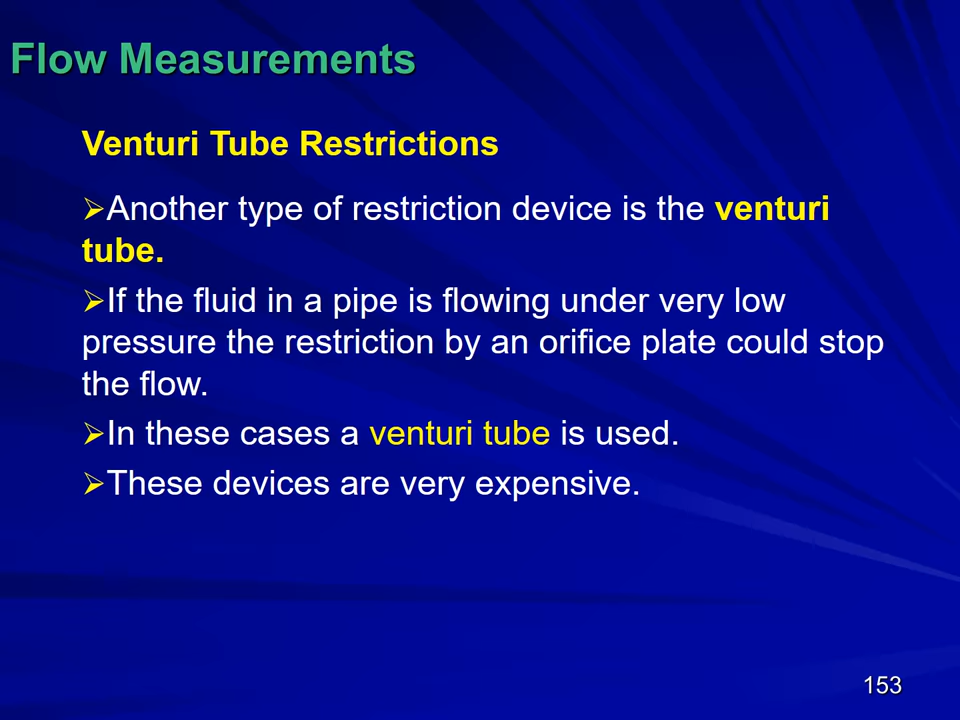 Flow Measurements
Venturi Tube Restrictions
➢Another type of restriction device is the venturi
tube.
➢If the fluid in a pipe is flowing under very low
pressure the restriction by an orifice plate could stop
the flow.
➢In these cases a venturi tube is used.
➢These devices are very expensive.
153